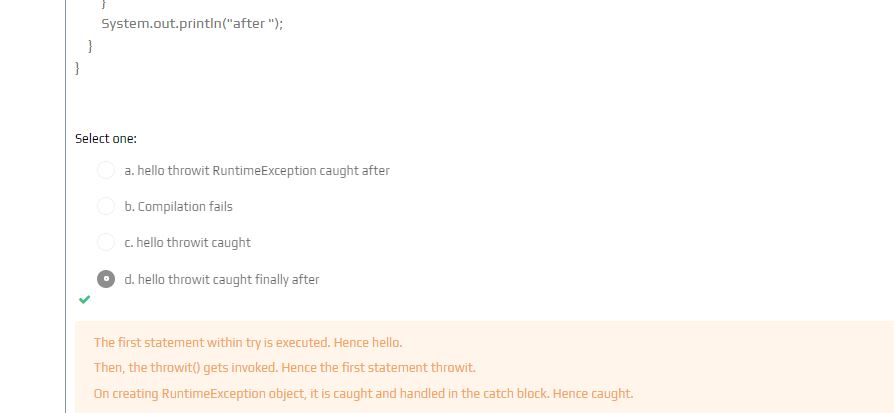 }
System.out.println("after ");
}
}
Select one:
a. hello throwit RuntimeException caught after
b. Compilation fails
c. hello throwit caught
d. hello throwit caught finally after
The first statement within try is executed. Hence hello.
Then, the throwit() gets invoked. Hence the first statement throwit.
On creating RuntimeException object, it is caught and handled in the catch block. Hence caught.